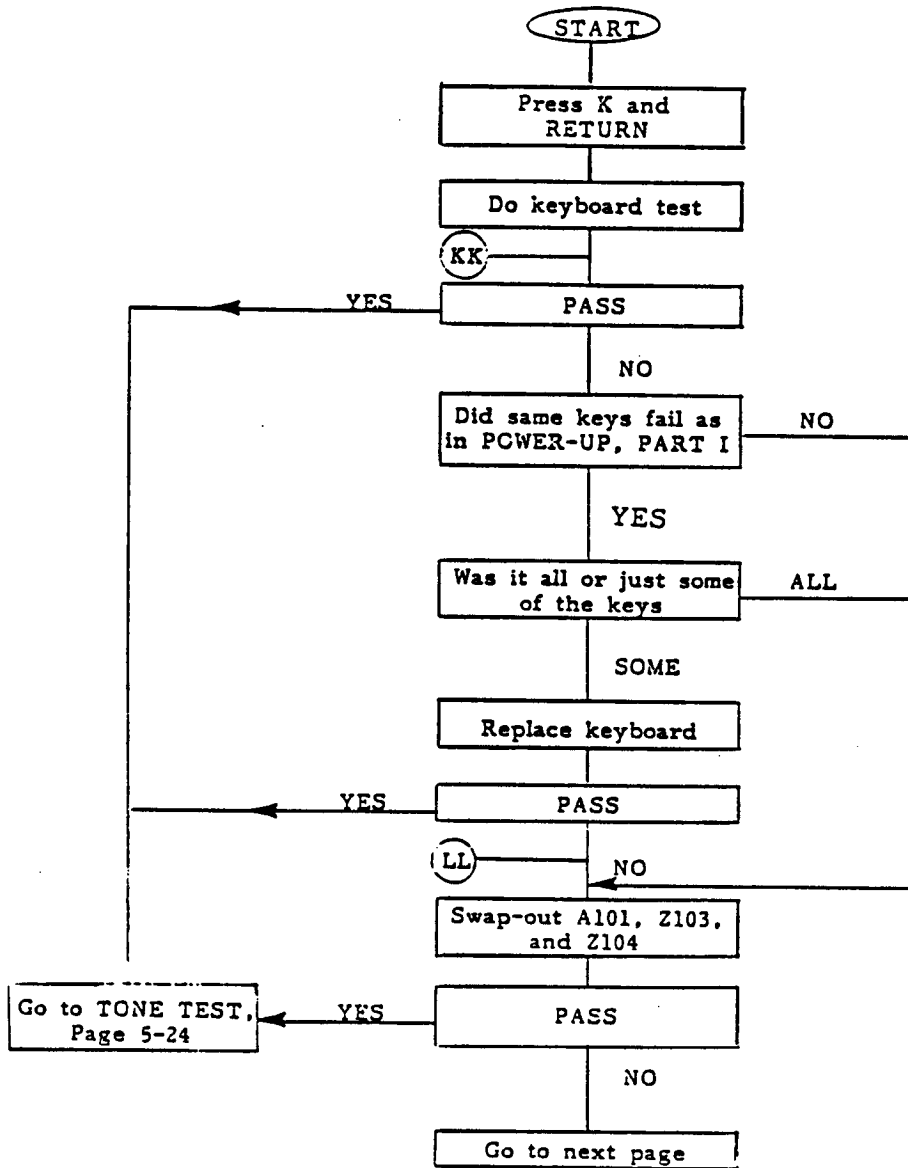 START
Press K and
RETURN
Do keyboard test
KK
YES
PASS
NO
Did same keys fail as
in POWER-UP, PART I
NO
YES
Was it all or just some
of the keys
ALL
SOME
Replace keyboard
YES
PASS
LL
NO
Swap-out A101, Z103,
and Z104
Go to TONE TEST,
Page 5-24
YES
PASS
NO
Go to next page